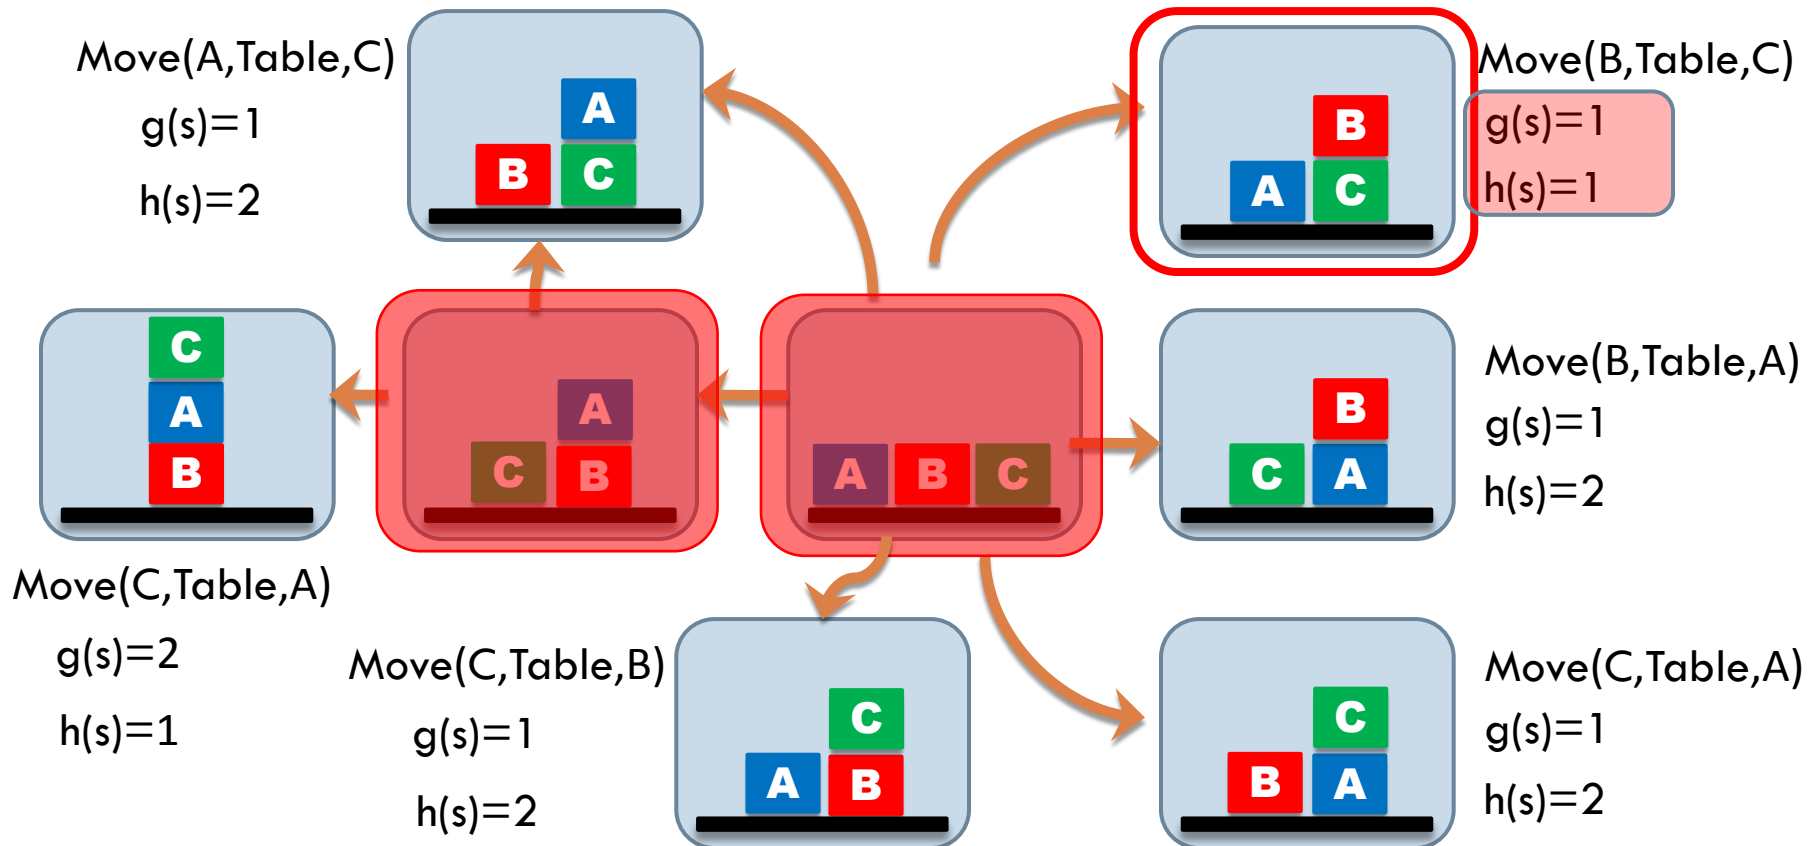 Move(A,Table,C)
g(s)=1
h(s)=2
A
B C
B
A C
Move(B,Table,C)
g(s)=1
h(s)=1
C
A
B
A
C B
A B C
B
C A
Move(B,Table,A)
g(s)=1
h(s)=2
Move(C,Table,A)
g(s)=2
h(s)=1
Move(C,Table,B)
g(s)=1
h(s)=2
C
A B
C
B A
Move(C,Table,A)
g(s)=1
h(s)=2